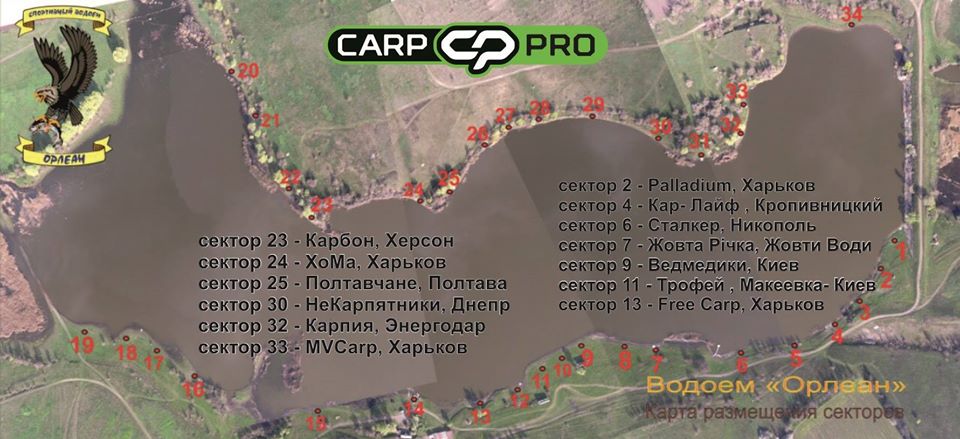 спортивный водоем
ОРЛЕАН
CARP CP PRO
34
20
21
33
32
26
27
28
29
30
31
22
23
24
25
сектор 2 - Palladium, Харьков
сектор 4 - Кар- Лайф , Кропивницкий
сектор 6 - Сталкер, Никополь
сектор 7 - Жовта Річка, Жовти Води
сектор 9 - Ведмедики, Киев
сектор 11 - Трофей , Макеевка- Киев
сектор 13 - Free Carp, Харьков
сектор 23 - Карбон, Херсон
сектор 24 - ХоМа, Харьков
сектор 25 - Полтавчане, Полтава
сектор 30 - НеКарпятники, Днепр
сектор 32 - Карпия, Энергодар
сектор 33 - MVCarp, Харьков
1
2
3
4
5
6
7
8
9
10
11
12
13
14
15
16
17
18
19
Водоем «Орлеан»
Карта размещения секторов